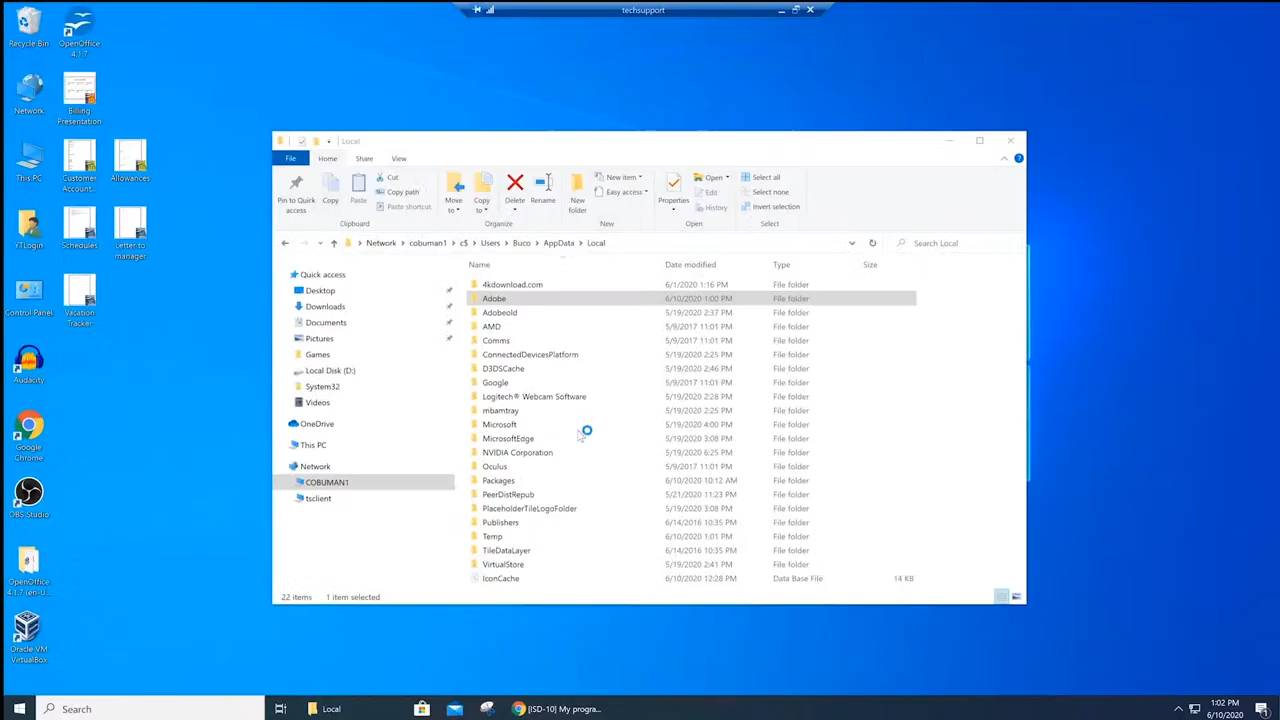 techsupport
Recycle Bin
OpenOffice
4.1.7
Network
Billing
Presentation
This PC
Customer
Account...
Allowances
YTLogin
Schedules
Letter to
manager
Control Panel
Vacation
Tracker
Audacity
Google
Chrome
OBS Studio
OpenOffice
4.1.7 (en-U...
Oracle VM
VirtualBox
Local
File Home Share View
Pin to Quick
access
Copy
Paste
Cut
Copy path
Paste shortcut
Clipboard
Move
to
Copy
to
Delete
Rename
Organize
New
folder
New item
Easy access
New
Properties
Open
Edit
History
Open
Select all
Select none
Invert selection
Select
Network > cobuman1 > c$ > Users > Buco > AppData > Local
Search Local
Quick access
Desktop
Downloads
Documents
Pictures
Games
Local Disk (D:)
System32
Videos
OneDrive
This PC
Network
COBUMAN1
tsclient
Name Date modified Type Size
4kdownload.com 6/1/2020 1:16 PM File folder
Adobe 6/10/2020 1:00 PM File folder
Adobeold 5/19/2020 2:37 PM File folder
AMD 5/9/2017 11:01 PM File folder
Comms 5/9/2017 11:01 PM File folder
ConnectedDevicesPlatform 5/19/2020 2:25 PM File folder
D3DSCache 5/19/2020 2:46 PM File folder
Google 5/9/2017 11:01 PM File folder
Logitech® Webcam Software 5/19/2020 2:28 PM File folder
mbamtray 5/19/2020 2:25 PM File folder
Microsoft 5/19/2020 4:00 PM File folder
MicrosoftEdge 5/19/2020 3:08 PM File folder
NVIDIA Corporation 5/19/2020 6:25 PM File folder
Oculus 5/9/2017 11:01 PM File folder
Packages 6/10/2020 10:12 AM File folder
PeerDistRepub 5/21/2020 11:23 PM File folder
PlaceholderTileLogoFolder 5/19/2020 3:08 PM File folder
Publishers 6/14/2016 10:35 PM File folder
Temp 6/10/2020 1:01 PM File folder
TileDataLayer 6/14/2016 10:35 PM File folder
VirtualStore 5/19/2020 2:41 PM File folder
IconCache 6/10/2020 12:28 PM Data Base File 14 KB
22 items 1 item selected
Search
Local
[ISD-10] My progra...
1:02 PM
6/10/2020
1